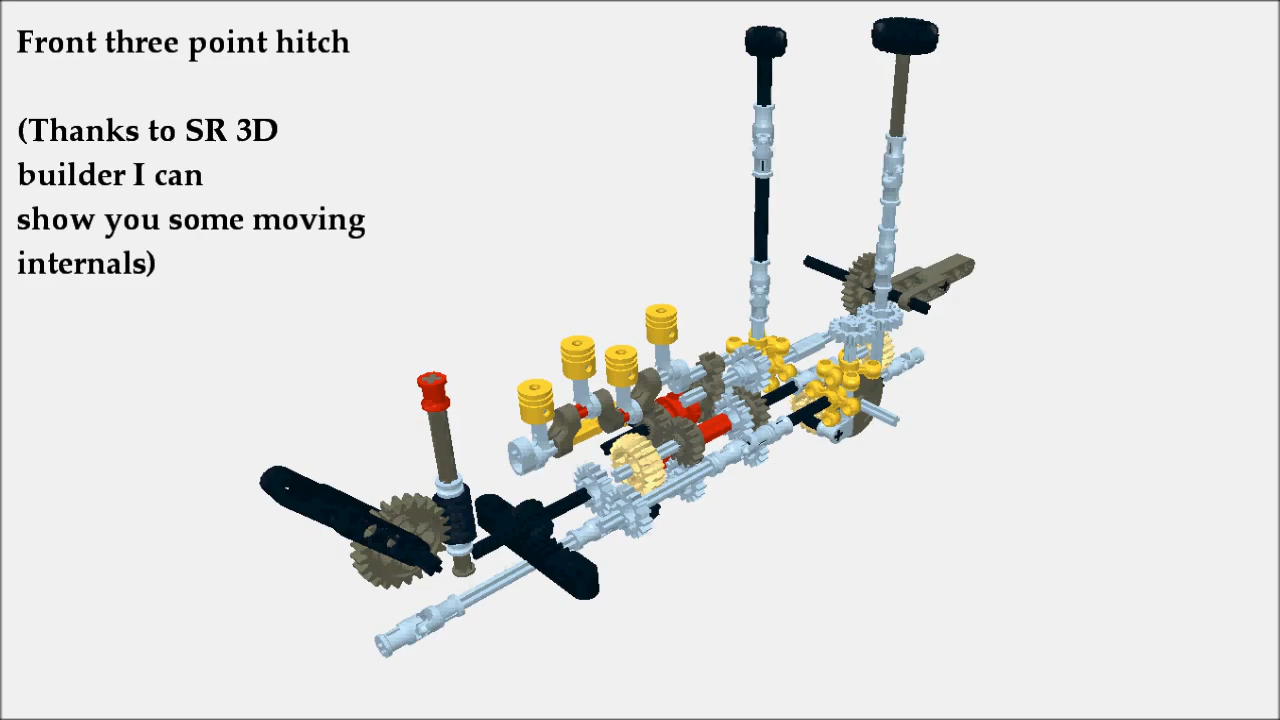 Front three point hitch
(Thanks to SR 3D
builder I can
show you some moving
internals)